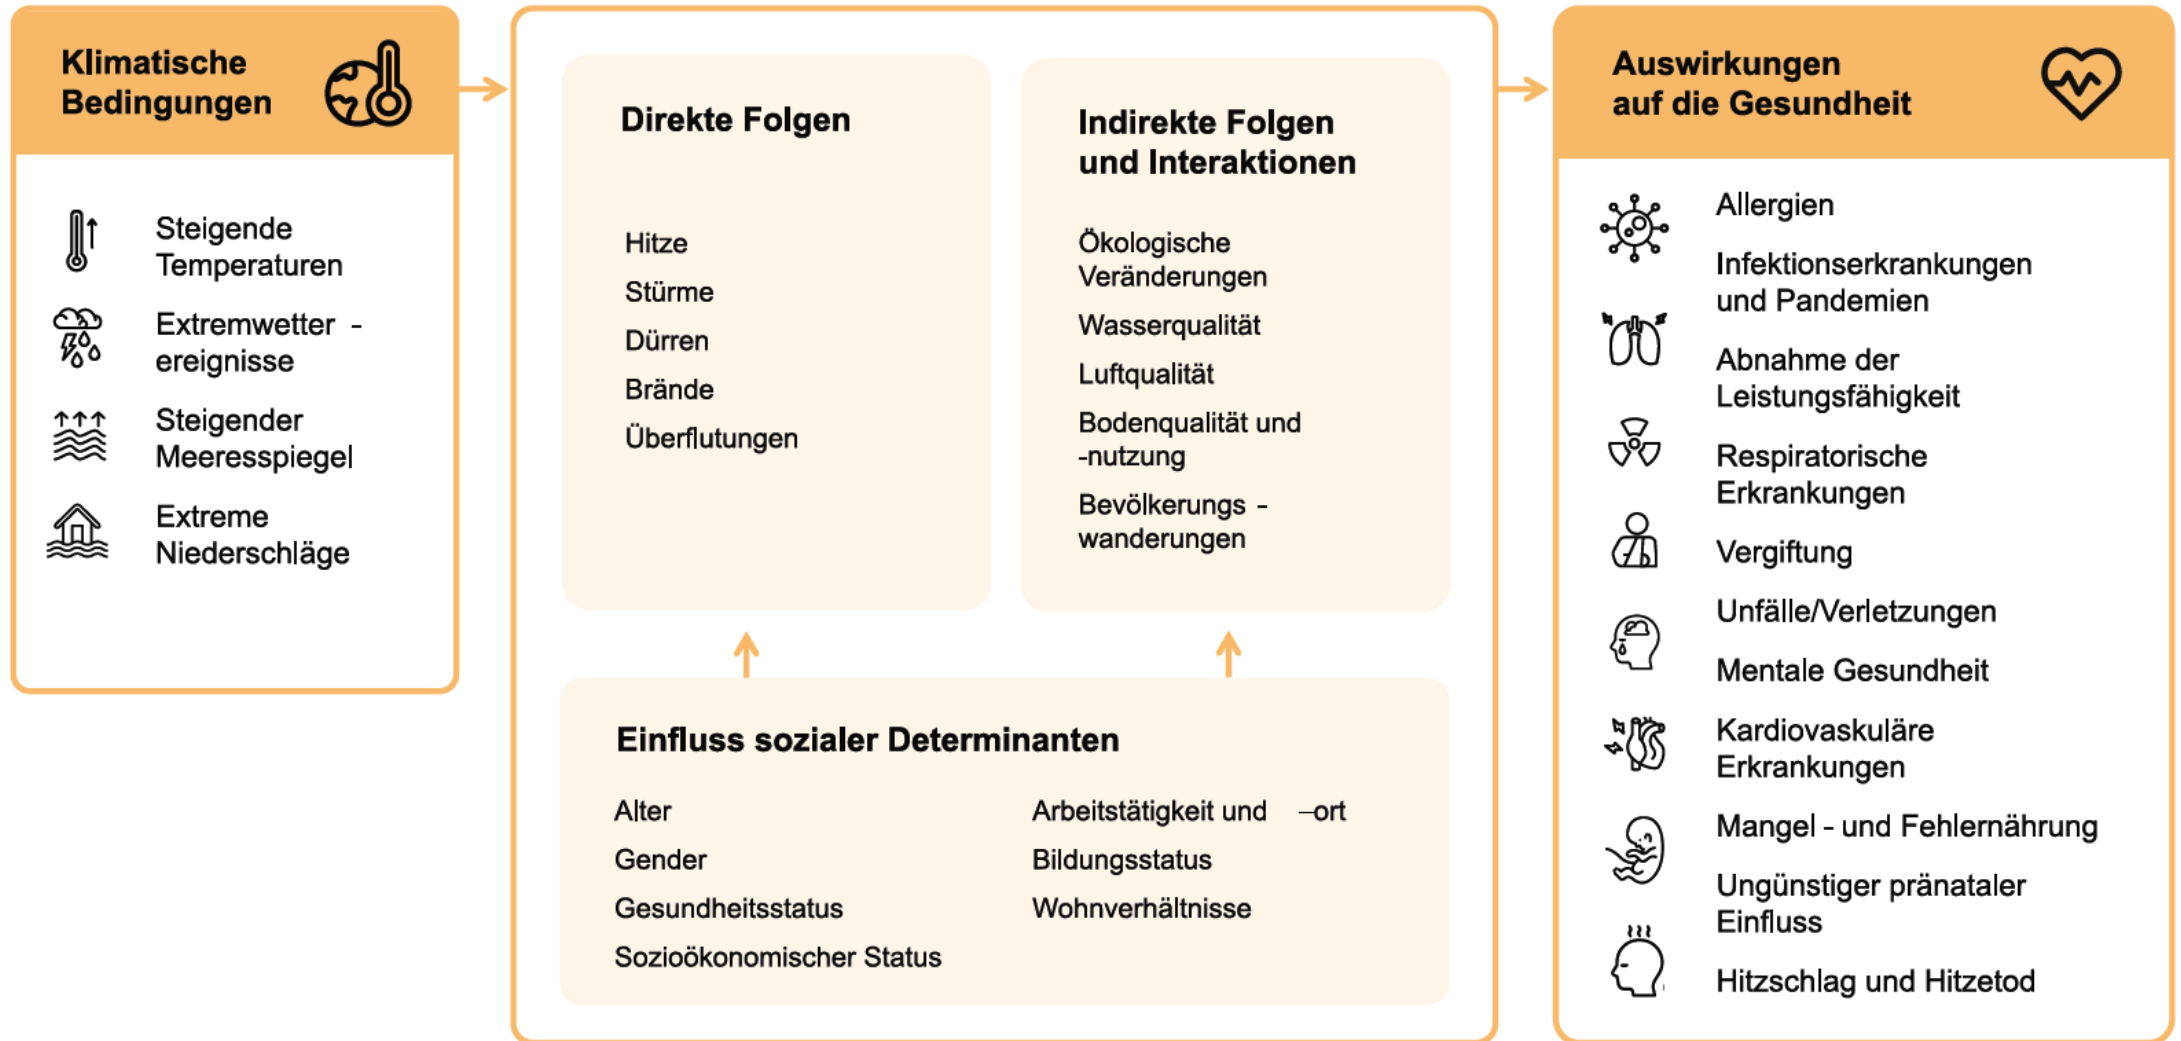 Klimatische
Bedingungen
Steigende
Temperaturen
Extremwetter -
ereignisse
Steigender
Meeresspiegel
Extreme
Niederschläge
Direkte Folgen
Hitze
Stürme
Dürren
Brände
Überflutungen
Indirekte Folgen
und Interaktionen
Ökologische
Veränderungen
Wasserqualität
Luftqualität
Bodenqualität und
-nutzung
Bevölkerungs -
wanderungen
Einfluss sozialer Determinanten
Alter
Gender
Gesundheitsstatus
Sozioökonomischer Status
Arbeitstätigkeit und –ort
Bildungsstatus
Wohnverhältnisse
Auswirkungen
auf die Gesundheit
Allergien
Infektionserkrankungen
und Pandemien
Abnahme der
Leistungsfähigkeit
Respiratorische
Erkrankungen
Vergiftung
Unfälle/Verletzungen
Mentale Gesundheit
Kardiovaskuläre
Erkrankungen
Mangel - und Fehlernährung
Ungünstiger pränataler
Einfluss
Hitzschlag und Hitzetod